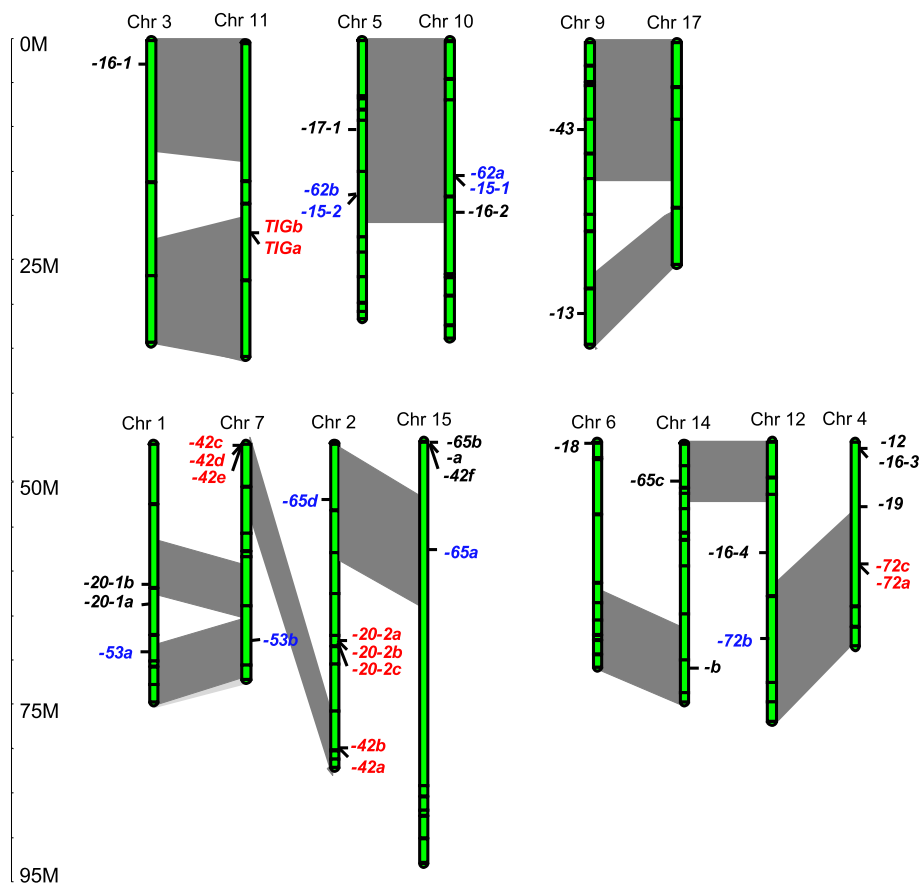 Chr 3 Chr 11 Chr 5 Chr 10 Chr 9 Chr 17
0M
-16-1
-17-1
-43
-62a
-62b
-15-1
-15-2
-16-2
TIGb
TIGa
25M
-13
Chr 1 Chr 7 Chr 2 Chr 15 Chr 6 Chr 14 Chr 12 Chr 4
-42c
-42d
-42e
-65b
-a
-42f
-18
-12
-16-3
50M
-65d
-65c
-19
-65a
-16-4
-72c
-72a
-20-1b
-20-1a
-53a
-53b
-20-2a
-20-2b
-20-2c
-72b
-b
75M
-42b
-42a
95M